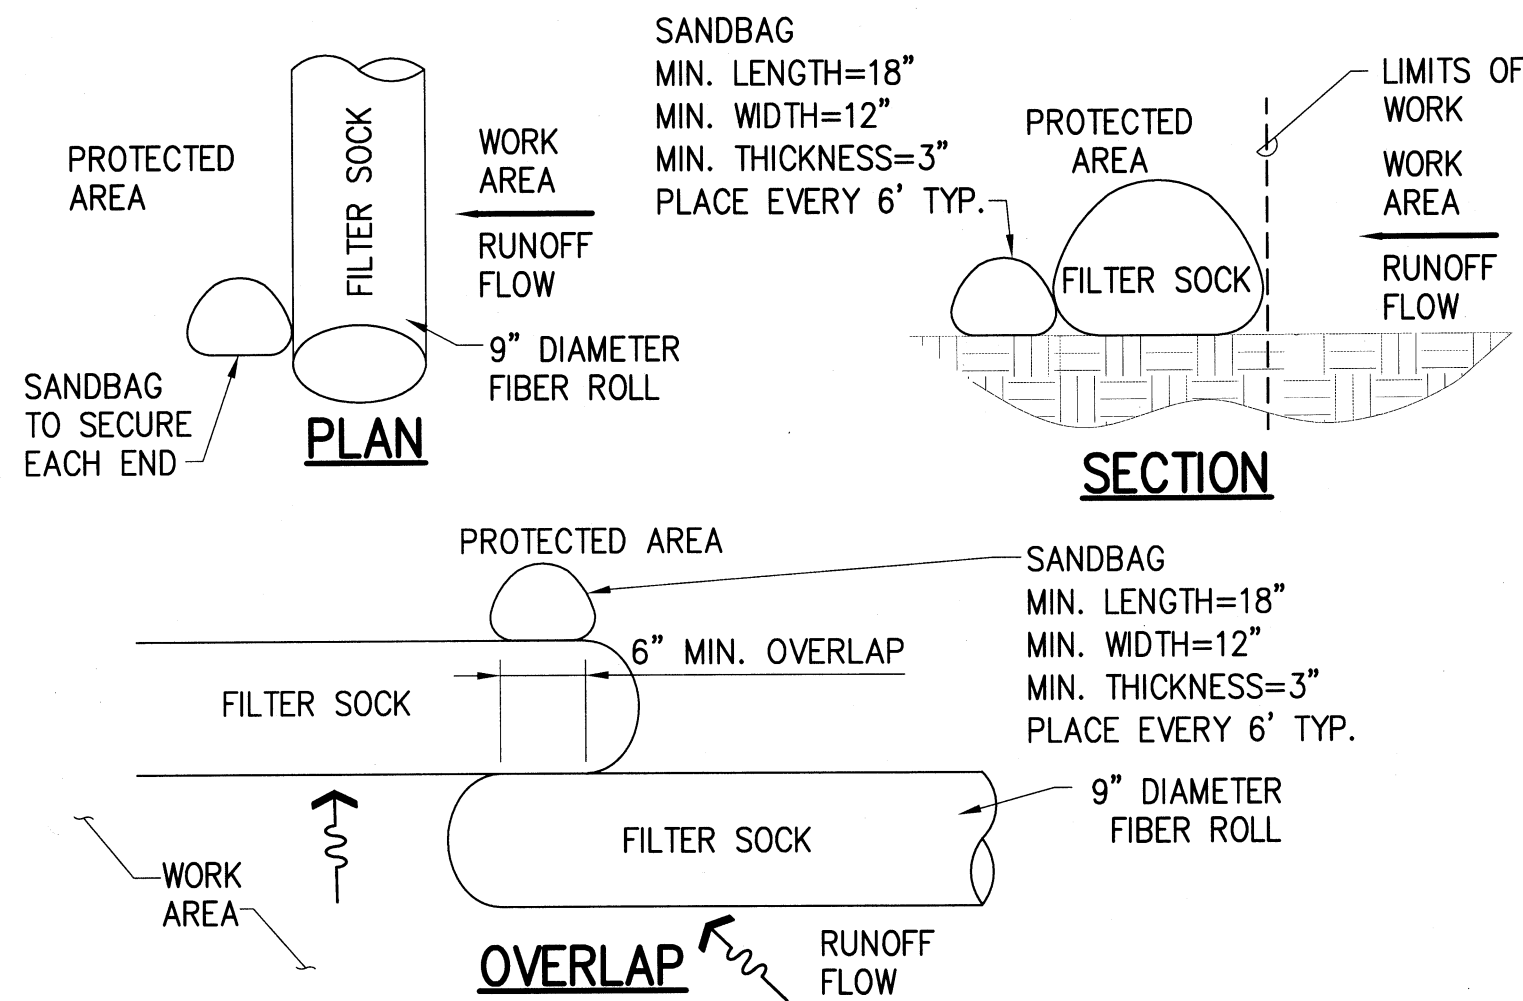 PROTECTED
AREA
FILTER SOCK
WORK
AREA
RUNOFF
FLOW
9" DIAMETER
FIBER ROLL
SANDBAG
TO SECURE
EACH END
PLAN
SANDBAG
MIN. LENGTH=18"
MIN. WIDTH=12"
MIN. THICKNESS=3"
PLACE EVERY 6' TYP.
PROTECTED
AREA
FILTER SOCK
LIMITS OF
WORK
WORK
AREA
RUNOFF
FLOW
SECTION
PROTECTED AREA
6" MIN. OVERLAP
FILTER SOCK
SANDBAG
MIN. LENGTH=18"
MIN. WIDTH=12"
MIN. THICKNESS=3"
PLACE EVERY 6' TYP.
9" DIAMETER
FIBER ROLL
FILTER SOCK
WORK
AREA
RUNOFF
FLOW
OVERLAP